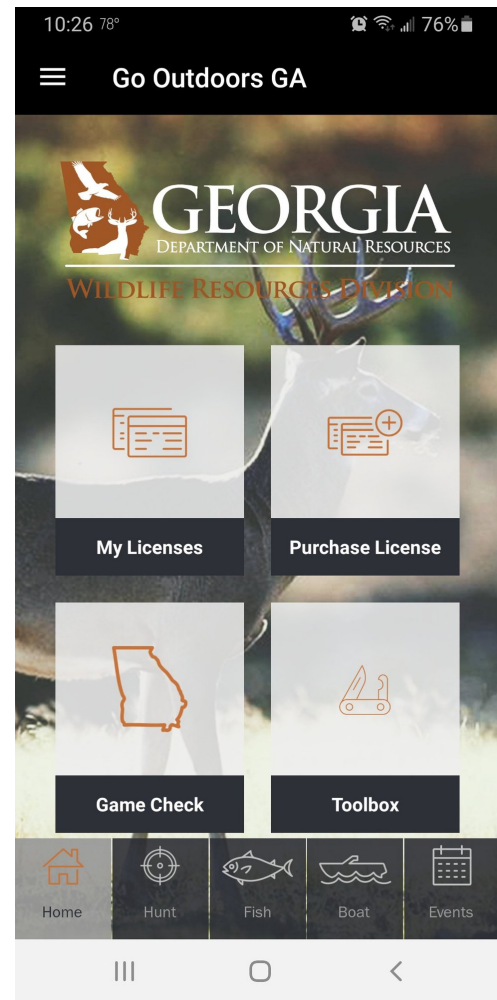 10:26 78° 76%
Go Outdoors GA
GEORGIA
DEPARTMENT OF NATURAL RESOURCES
WILDLIFE RESOURCES DIVISION
My Licenses Purchase License
Game Check Toolbox
Home Hunt Fish Boat Events